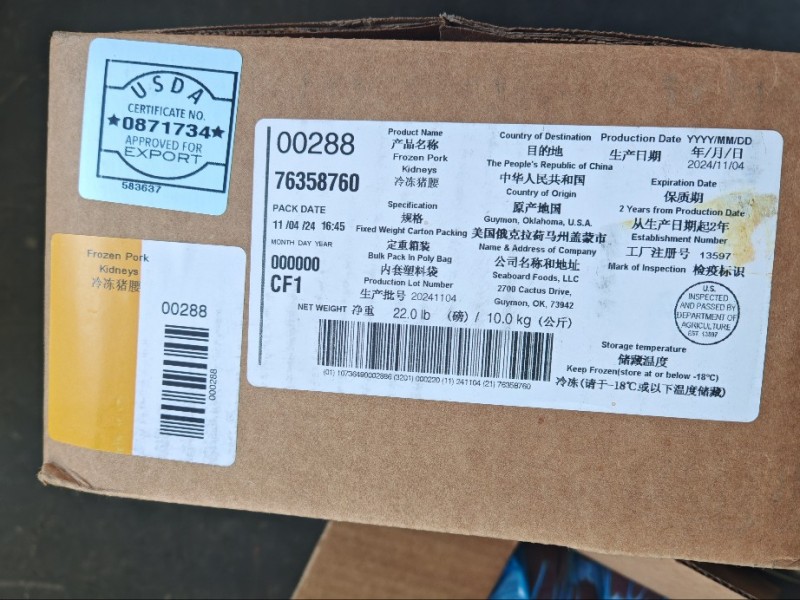 USDA
CERTIFICATE NO.
★0871734★
APPROVED FOR
EXPORT
583637
Frozen Pork
Kidneys
冷冻猪腰
00288
000288
00288
76358760
PACK DATE
11 /04 /24 16:45
MONTH DAY YEAR
000000
CF1
Product Name
产品名称
Frozen Pork
Kidneys
冷冻猪腰
Specification
规格
Fixed Weight Carton Packing
定重箱装
Bulk Pack In Poly Bag
内套塑料袋
Production Lot Number
生产批号 20241104
NET WEIGHT 净重 22.0 lb (磅) / 10.0 kg (公斤)
(01) 10736490002886 (3201) 000220 (11) 241104 (21) 76358760
Country of Destination
目的地
The People's Republic of China
中华人民共和国
Country of Origin
原产地国
Guymon, Oklahoma, U.S.A.
美国俄克拉荷马州盖蒙市
Name & Address of Company
公司名称和地址
Seaboard Foods, LLC
2700 Cactus Drive,
Guymon, OK, 73942
Production Date YYYY/MM/DD
生产日期 年/月/日
2024/11/04
Expiration Date
保质期
2 Years from Production Date
从生产日期起2年
Establishment Number
工厂注册号 13597
Mark of Inspection 检疫标识
U.S.
INSPECTED
AND PASSED BY
DEPARTMENT OF
AGRICULTURE
EST 13597
Storage temperature
储藏温度
Keep Frozen(store at or below -18°C)
冷冻(请于-18℃或以下温度储藏)